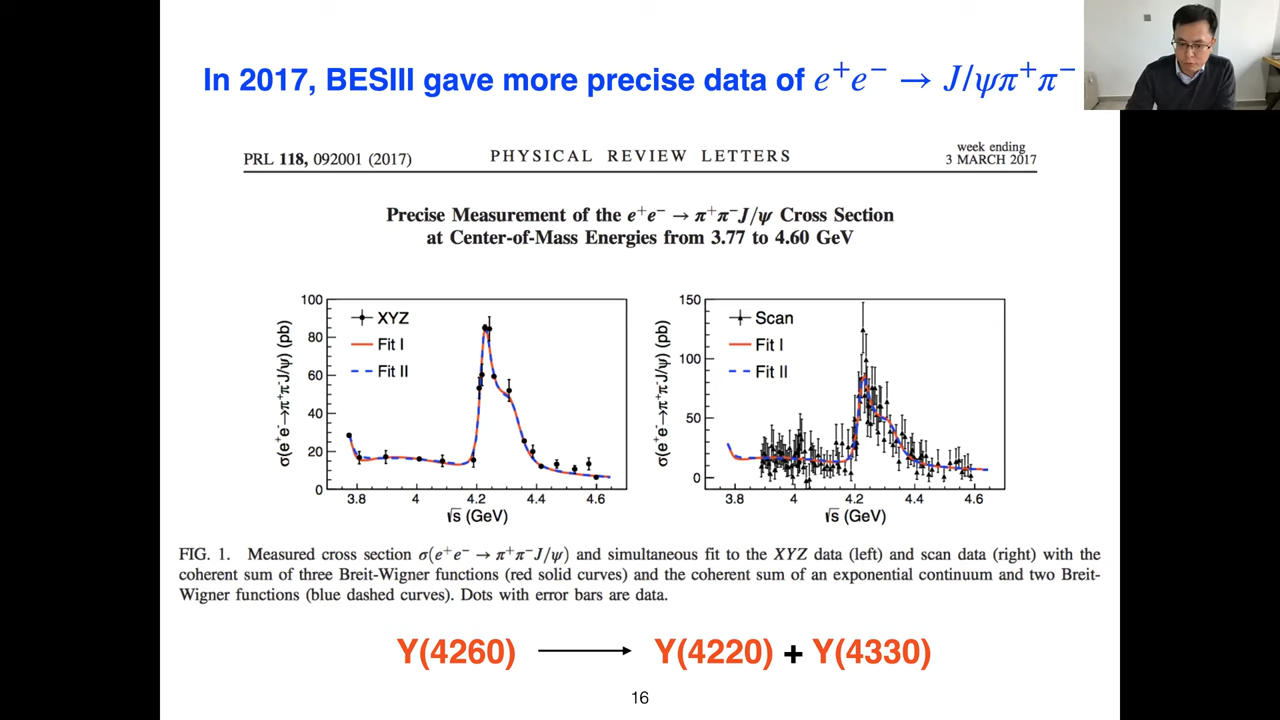 In 2017, BESIII gave more precise data of e⁺e⁻ → J/ψπ⁺π⁻
PRL 118, 092001 (2017)
PHYSICAL REVIEW LETTERS
week ending
3 MARCH 2017
Precise Measurement of the e⁺e⁻ → π⁺π⁻J/ψ Cross Section
at Center-of-Mass Energies from 3.77 to 4.60 GeV
σ(e⁺e⁻→π⁺π⁻J/ψ) (pb)
100
80
60
40
20
0
XYZ
Fit I
Fit II
3.8 4 4.2 4.4 4.6
√s (GeV)
σ(e⁺e⁻→π⁺π⁻J/ψ) (pb)
150
100
50
0
Scan
Fit I
Fit II
3.8 4 4.2 4.4 4.6
√s (GeV)
FIG. 1. Measured cross section σ(e⁺e⁻ → π⁺π⁻J/ψ) and simultaneous fit to the XYZ data (left) and scan data (right) with the
coherent sum of three Breit-Wigner functions (red solid curves) and the coherent sum of an exponential continuum and two Breit-
Wigner functions (blue dashed curves). Dots with error bars are data.
Y(4260) → Y(4220) + Y(4330)
16